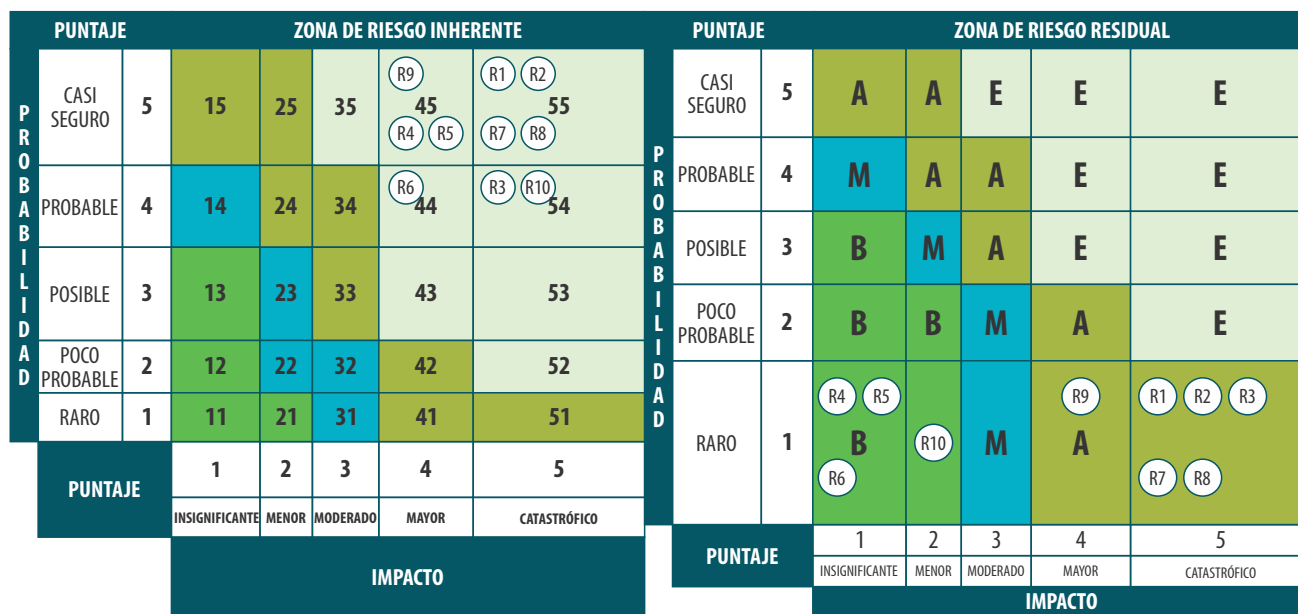 PUNTAJE ZONA DE RIESGO INHERENTE
PROBABILIDAD
CASI SEGURO 5 15 25 35 R9 45 R4 R5 R1 R2 55 R7 R8
PROBABLE 4 14 24 34 R6 44 R3 R10 54
POSIBLE 3 13 23 33 43 53
POCO PROBABLE 2 12 22 32 42 52
RARO 1 11 21 31 41 51
PUNTAJE 1 2 3 4 5
INSIGNIFICANTE MENOR MODERADO MAYOR CATASTRÓFICO
IMPACTO
PUNTAJE ZONA DE RIESGO RESIDUAL
PROBABILIDAD
CASI SEGURO 5 A A E E E
PROBABLE 4 M A A E E
POSIBLE 3 B M A E E
POCO PROBABLE 2 B B M A E
RARO 1 R4 R5 B R6 R10 M R9 A R1 R2 R3 R7 R8
PUNTAJE 1 2 3 4 5
INSIGNIFICANTE MENOR MODERADO MAYOR CATASTRÓFICO
IMPACTO